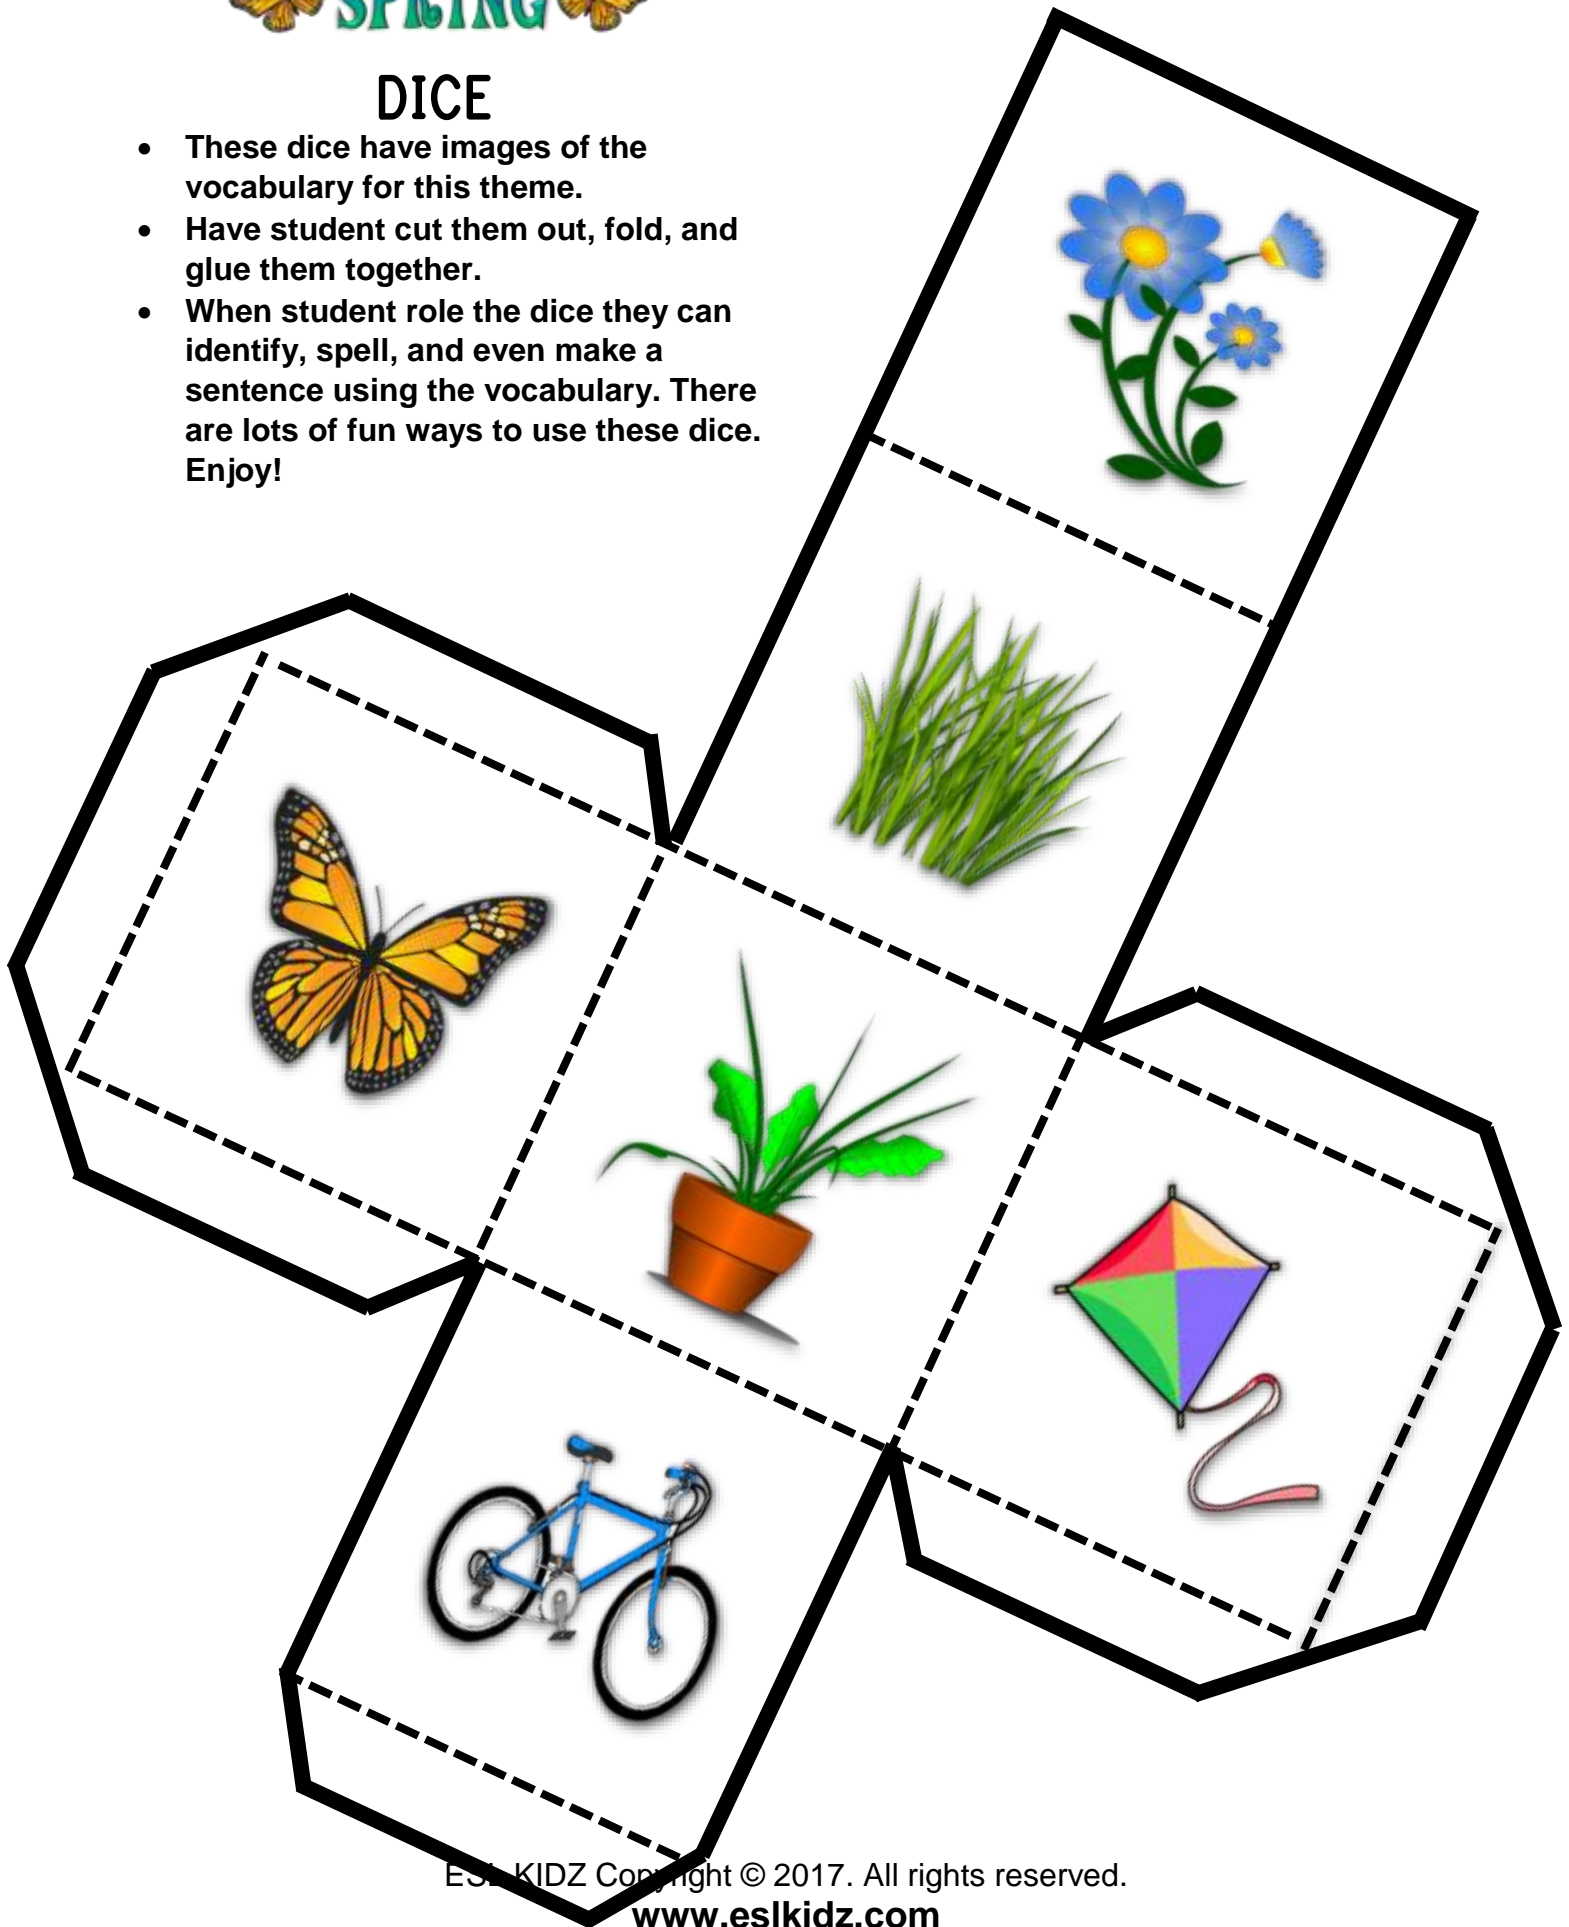 SPRING
DICE
• These dice have images of the
vocabulary for this theme.
• Have student cut them out, fold, and
glue them together.
• When student role the dice they can
identify, spell, and even make a
sentence using the vocabulary. There
are lots of fun ways to use these dice.
Enjoy!
ESL KIDZ Copyright © 2017. All rights reserved.
www.eslkidz.com